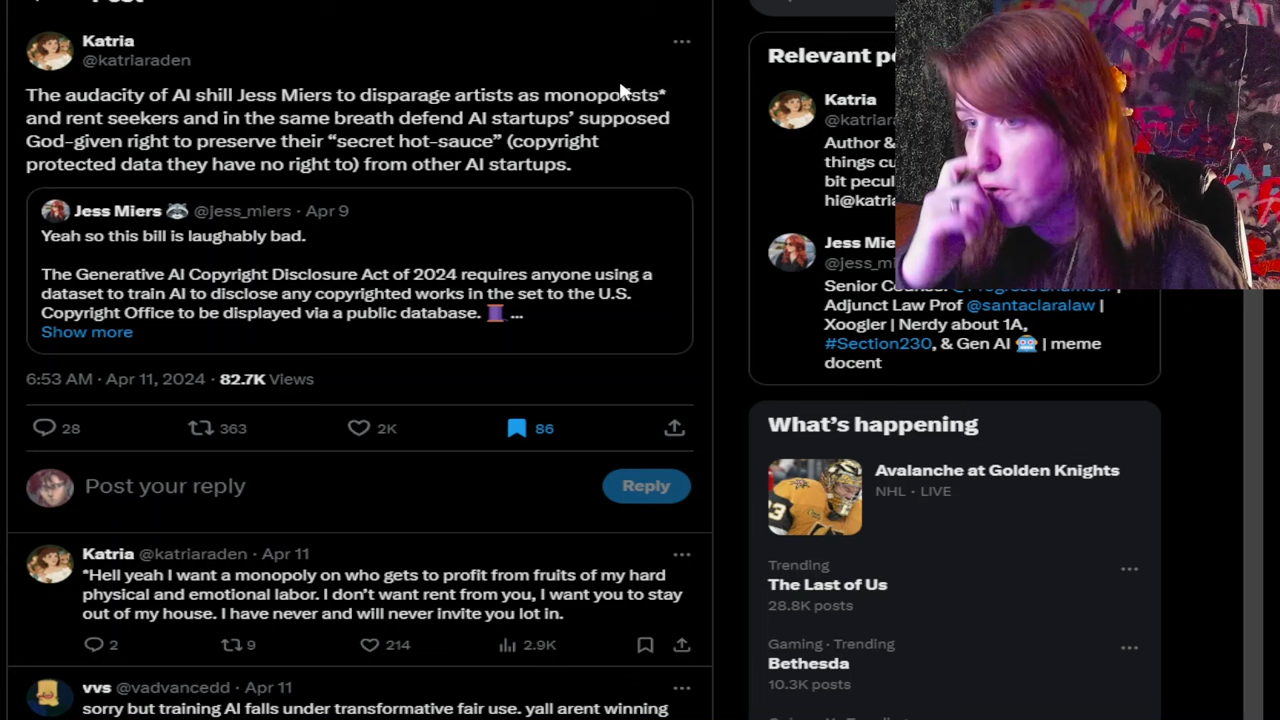 Katria
@katriaraden
The audacity of AI shill Jess Miers to disparage artists as monopolists*
and rent seekers and in the same breath defend AI startups' supposed
God-given right to preserve their “secret hot-sauce” (copyright
protected data they have no right to) from other AI startups.
Jess Miers @jess_miers · Apr 9
Yeah so this bill is laughably bad.
The Generative AI Copyright Disclosure Act of 2024 requires anyone using a
dataset to train AI to disclose any copyrighted works in the set to the U.S.
Copyright Office to be displayed via a public database. ...
Show more
6:53 AM · Apr 11, 2024 · 82.7K Views
28 363 2K 86
Post your reply
Reply
Katria @katriaraden · Apr 11
*Hell yeah I want a monopoly on who gets to profit from fruits of my hard
physical and emotional labor. I don't want rent from you, I want you to stay
out of my house. I have never and will never invite you lot in.
2 9 214 2.9K
vvs @vadvancedd · Apr 11
sorry but training AI falls under transformative fair use. yall arent winning
Relevant
Katria
@katriar
Author &
things
bit
Jess
@jess_m
Senior
Adjunct Law Prof @santaclaralaw |
Xoogler | Nerdy about 1A,
#Section230, & Gen AI | meme
docent
What's happening
Avalanche at Golden Knights
NHL · LIVE
Trending
The Last of Us
28.8K posts
Gaming · Trending
Bethesda
10.3K posts